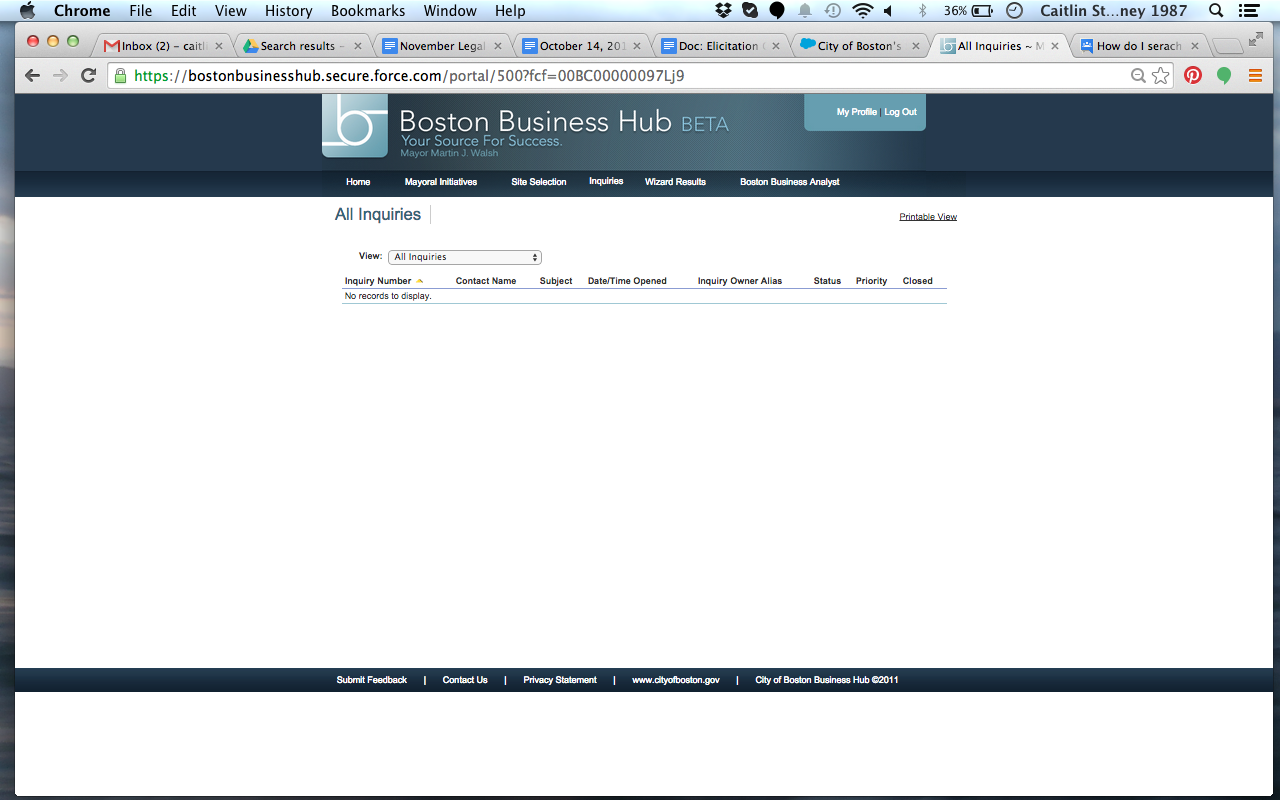 Chrome File Edit View History Bookmarks Window Help 36% Caitlin St...ney 1987
Inbox (2) – caitl Search results – November Legal October 14, 201 Doc: Elicitation City of Boston's All Inquiries ~ M How do I serach
https://bostonbusinesshub.secure.force.com/portal/500?fcf=00BC00000097Lj9
My Profile | Log Out
b Boston Business Hub BETA
Your Source For Success.
Mayor Martin J. Walsh
Home Mayoral Initiatives Site Selection Inquiries Wizard Results Boston Business Analyst
All Inquiries
Printable View
View: All Inquiries
Inquiry Number Contact Name Subject Date/Time Opened Inquiry Owner Alias Status Priority Closed
No records to display.
Submit Feedback | Contact Us | Privacy Statement | www.cityofboston.gov | City of Boston Business Hub ©2011